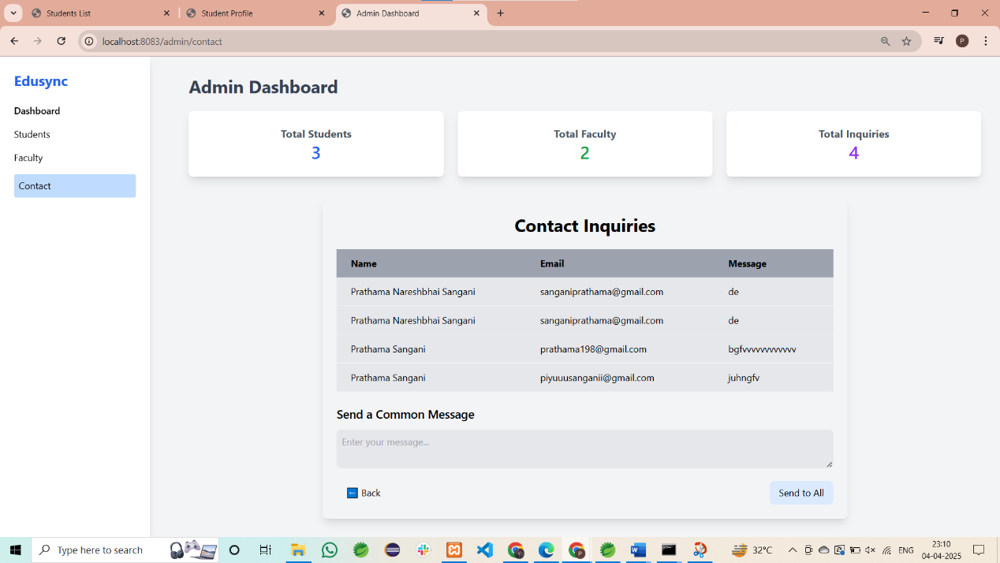 Students List
Student Profile
Admin Dashboard
localhost:8083/admin/contact
P
Edusync
Dashboard
Students
Faculty
Contact
Admin Dashboard
Total Students
3
Total Faculty
2
Total Inquiries
4
Contact Inquiries
Name Email Message
Prathama Nareshbhai Sangani sanganiprathama@gmail.com de
Prathama Nareshbhai Sangani sanganiprathama@gmail.com de
Prathama Sangani prathama198@gmail.com bgfvvvvvvvvvvv
Prathama Sangani piyuuusanganii@gmail.com juhngfv
Send a Common Message
Enter your message...
Back
Send to All
Type here to search
32°C
ENG
23:10
04-04-2025